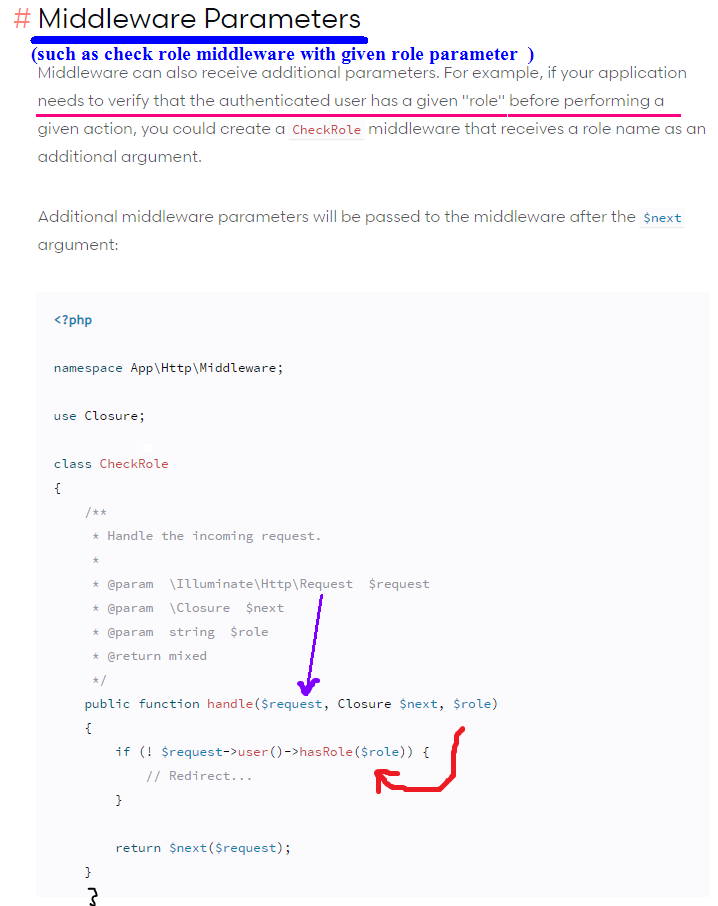 # Middleware Parameters
(such as check role middleware with given role parameter )
Middleware can also receive additional parameters. For example, if your application
needs to verify that the authenticated user has a given "role" before performing a
given action, you could create a CheckRole middleware that receives a role name as an
additional argument.
Additional middleware parameters will be passed to the middleware after the $next
argument:
<?php
namespace App\Http\Middleware;
use Closure;
class CheckRole
{
/**
* Handle the incoming request.
*
* @param \Illuminate\Http\Request $request
* @param \Closure $next
* @param string $role
* @return mixed
*/
public function handle($request, Closure $next, $role)
{
if (! $request->user()->hasRole($role)) {
// Redirect...
}
return $next($request);
}
}